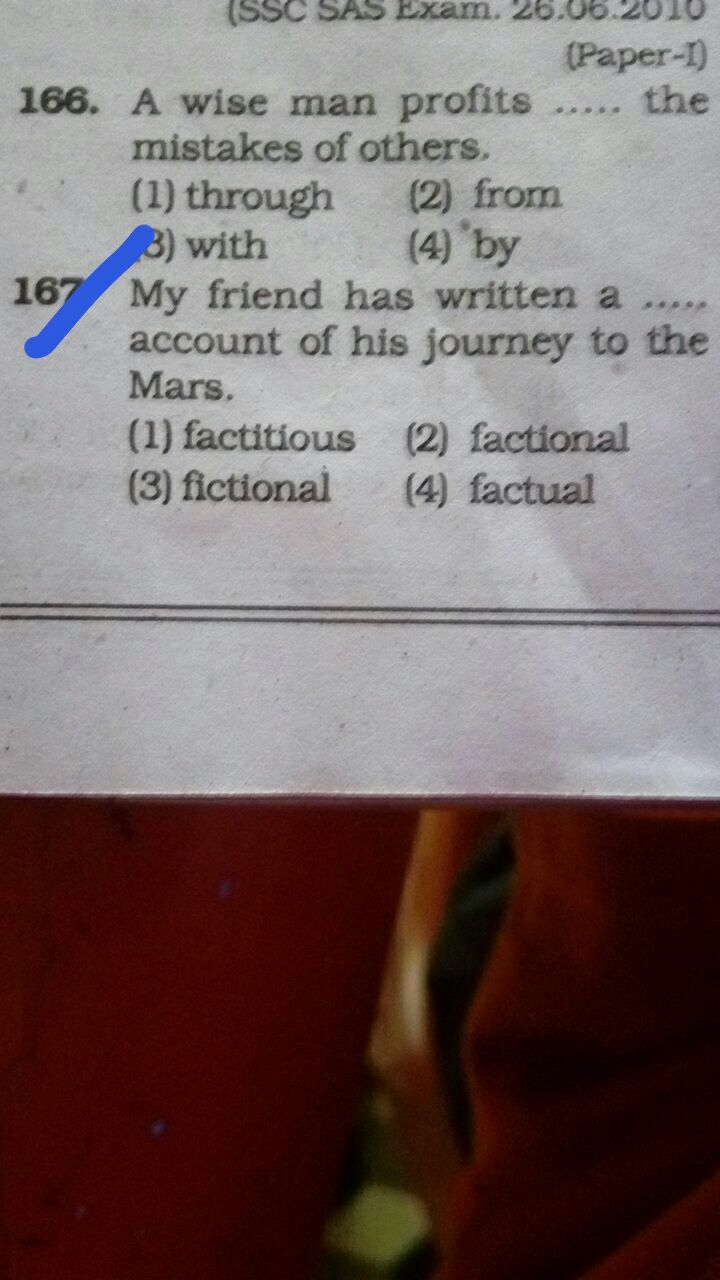 (SSC SAS Exam. 26.06.2010
(Paper-I)
166. A wise man profits ..... the
mistakes of others.
(1) through (2) from
(3) with (4) by
167 My friend has written a .....
account of his journey to the
Mars.
(1) factitious (2) factional
(3) fictional (4) factual